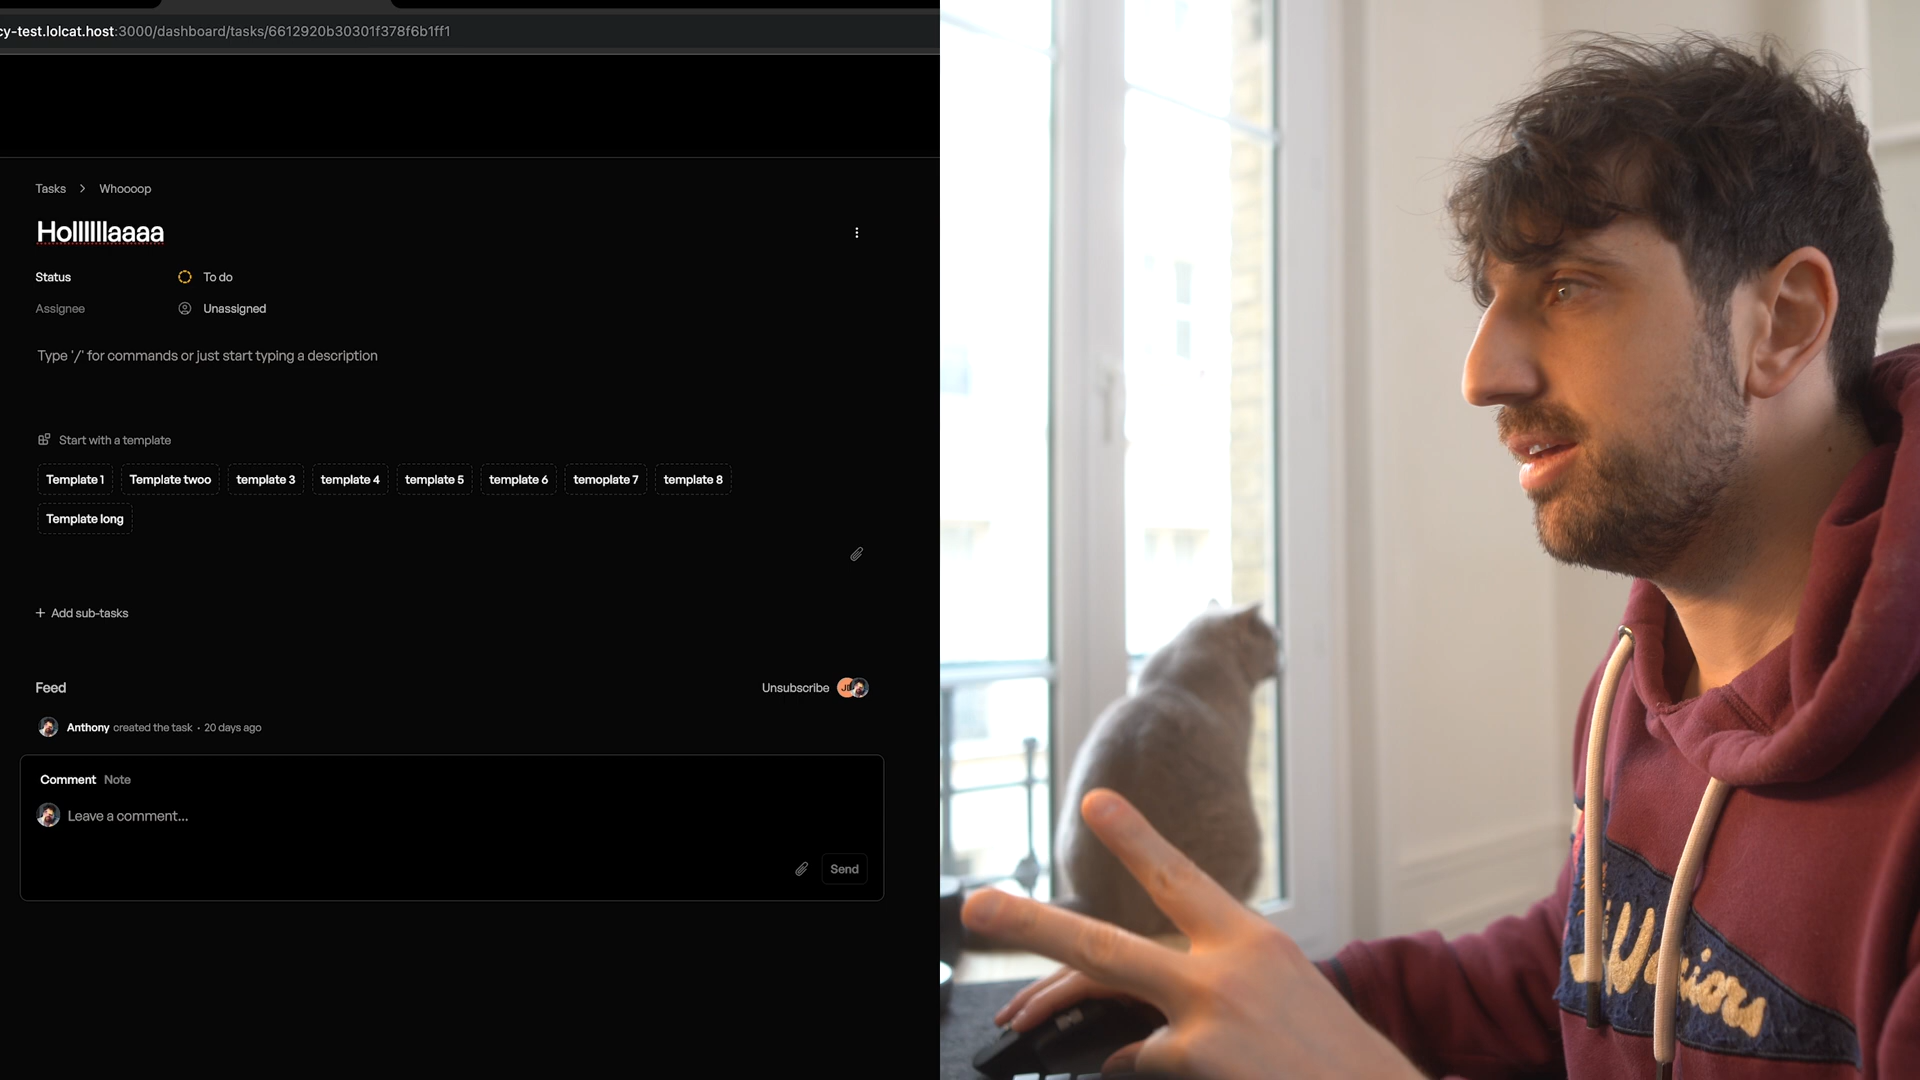 cy-test.lolcat.host:3000/dashboard/tasks/6612920b30301f378f6b1ff1
Tasks > Whoooop
Hollllllaaaa
Status To do
Assignee Unassigned
Type '/' for commands or just start typing a description
Start with a template
Template 1 Template twoo template 3 template 4 template 5 template 6 temoplate 7 template 8
Template long
+ Add sub-tasks
Feed Unsubscribe
Anthony created the task · 20 days ago
Comment Note
Leave a comment...
Send